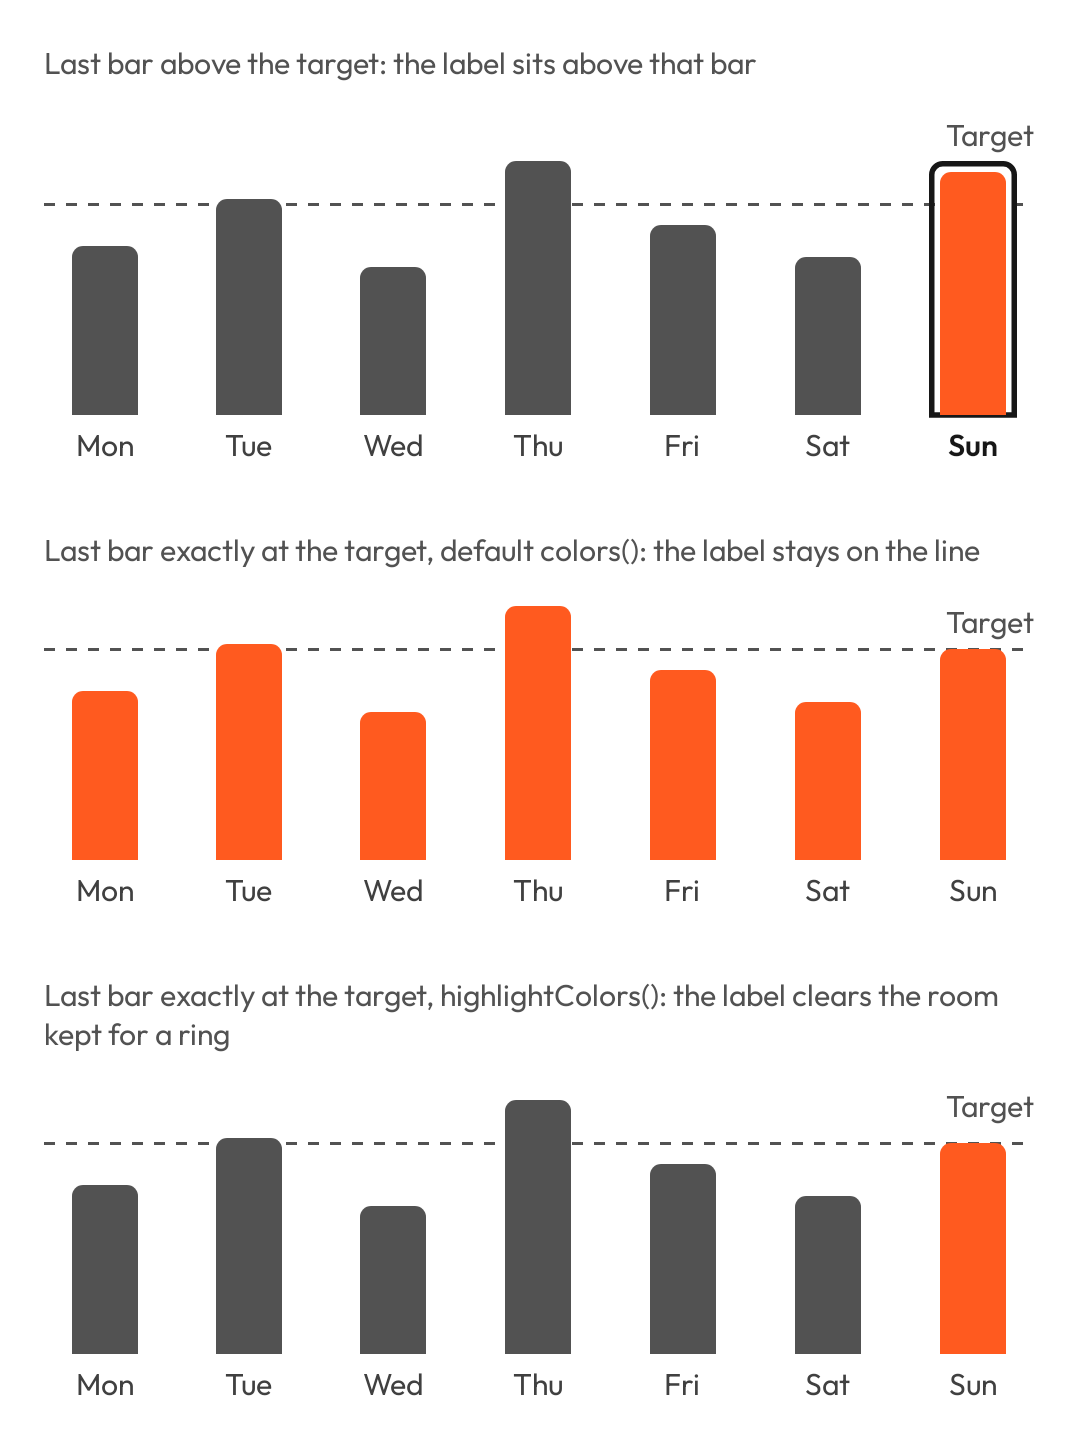 Last bar above the target: the label sits above that bar
Target
Mon Tue Wed Thu Fri Sat Sun
Last bar exactly at the target, default colors(): the label stays on the line
Target
Mon Tue Wed Thu Fri Sat Sun
Last bar exactly at the target, highlightColors(): the label clears the room
kept for a ring
Target
Mon Tue Wed Thu Fri Sat Sun